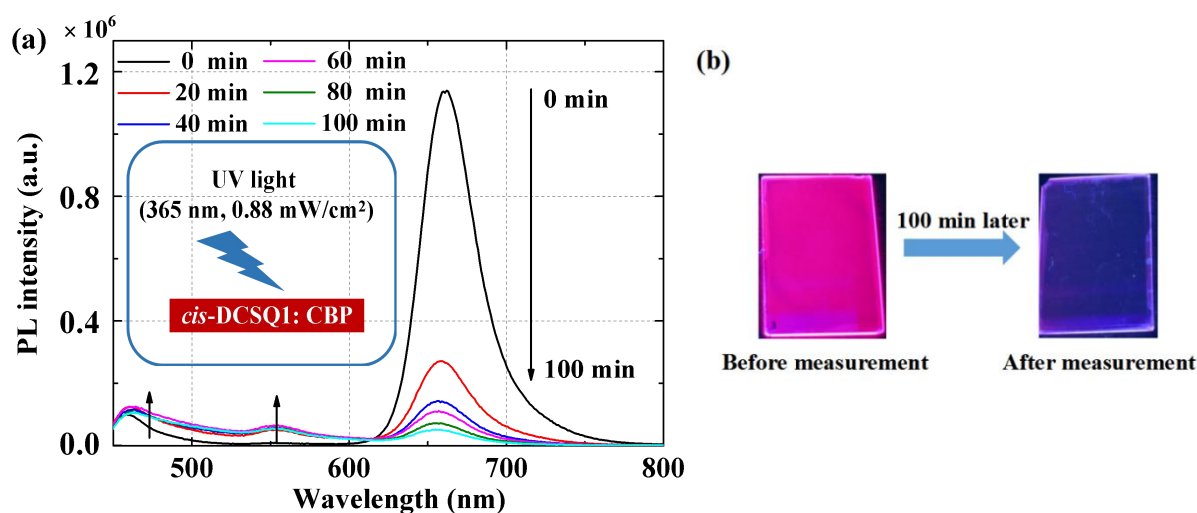 (a)
× 10⁶
1.2
0.8
0.4
0.0
PL intensity (a.u.)
0 min
20 min
40 min
60 min
80 min
100 min
UV light
(365 nm, 0.88 mW/cm²)
cis-DCSQ1: CBP
0 min
100 min
500
600
700
800
Wavelength (nm)
(b)
100 min later
Before measurement
After measurement